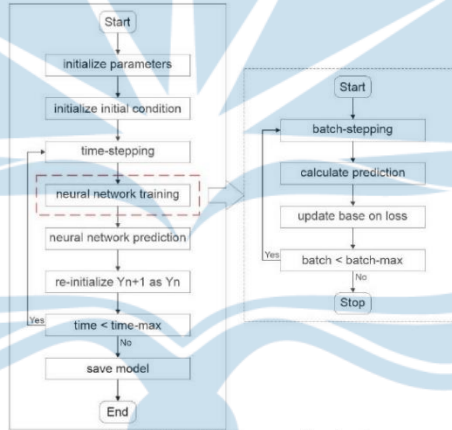 Start
initialize parameters
initialize initial condition
time-stepping
neural network training
neural network prediction
re-initialize Yn+1 as Yn
Yes
time < time-max
No
save model
End
Start
batch-stepping
calculate prediction
update base on loss
Yes
batch < batch-max
No
Stop